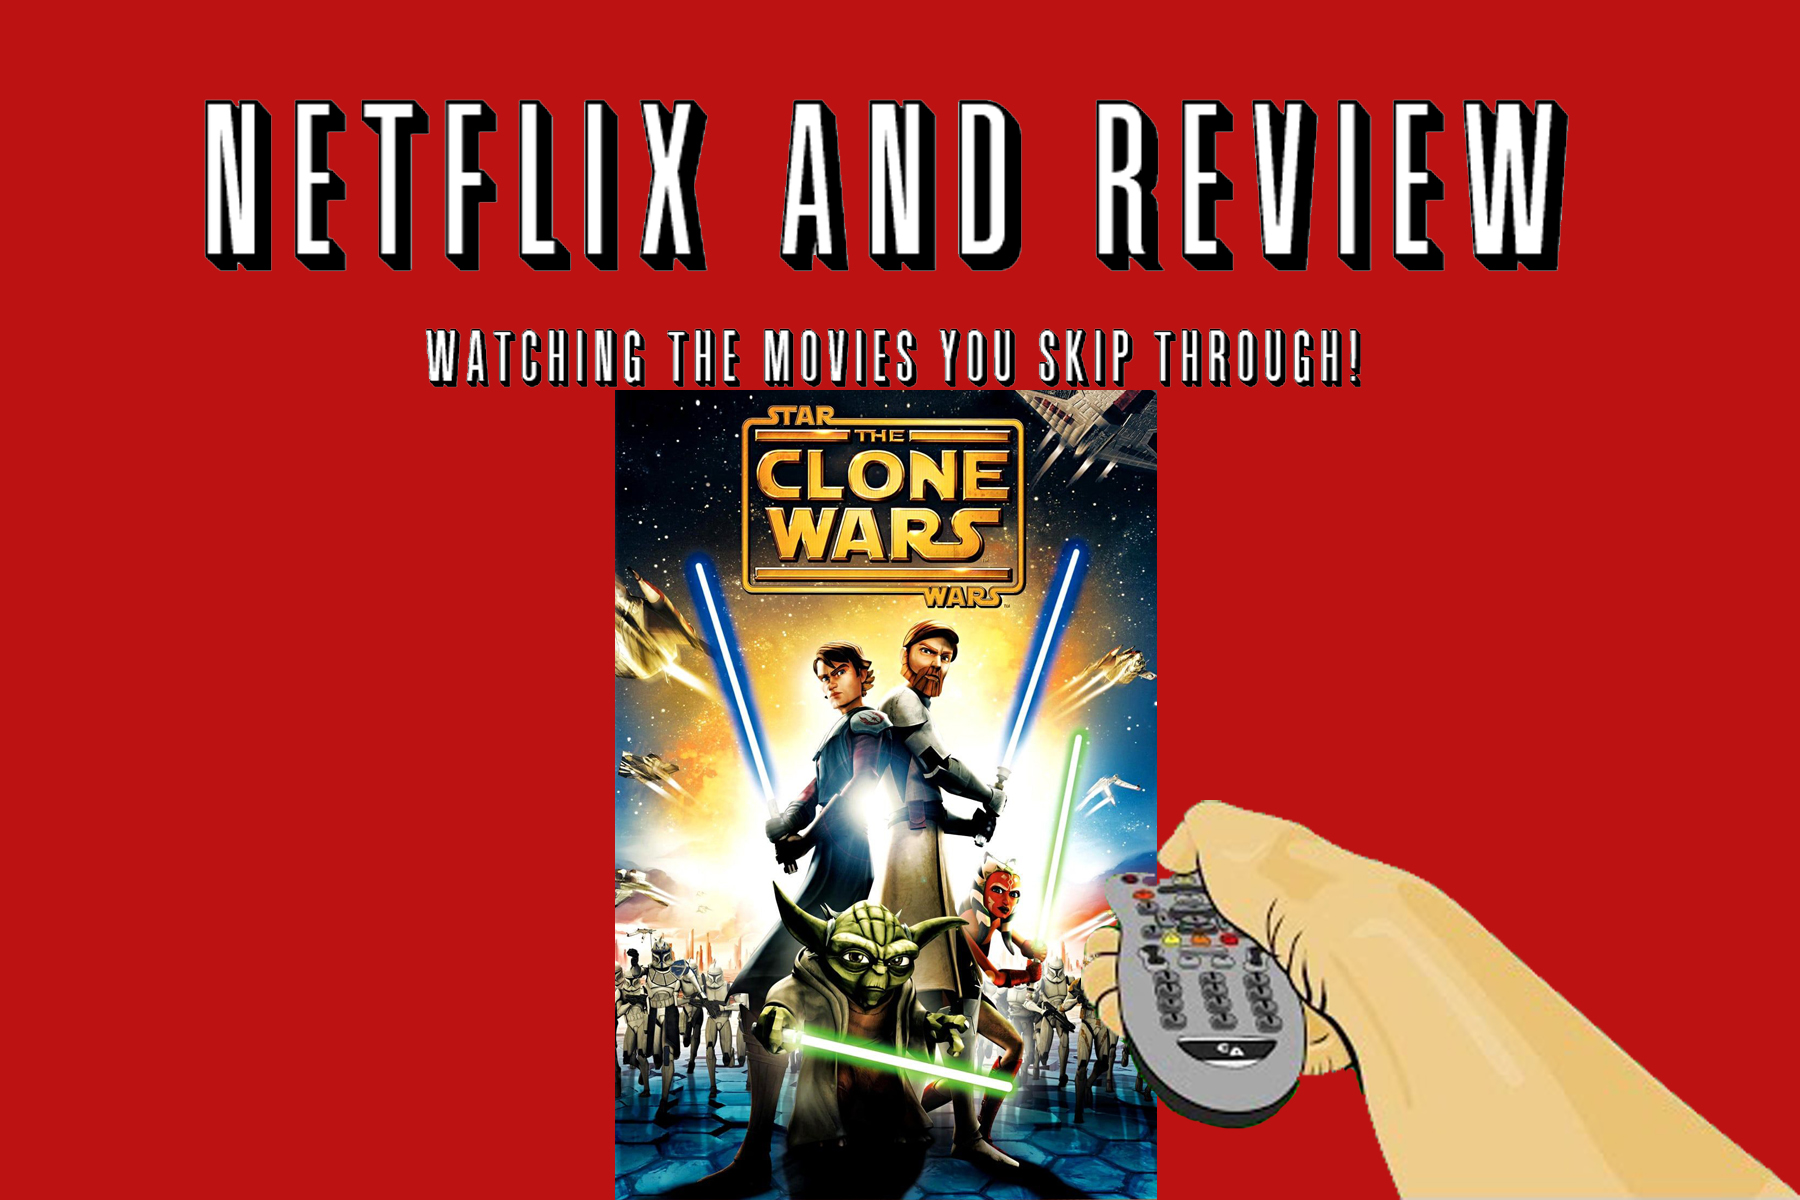 NETFLIX AND REVIEW
WATCHING THE MOVIES YOU SKIP THROUGH!
STAR
THE
CLONE
WARS
WARS